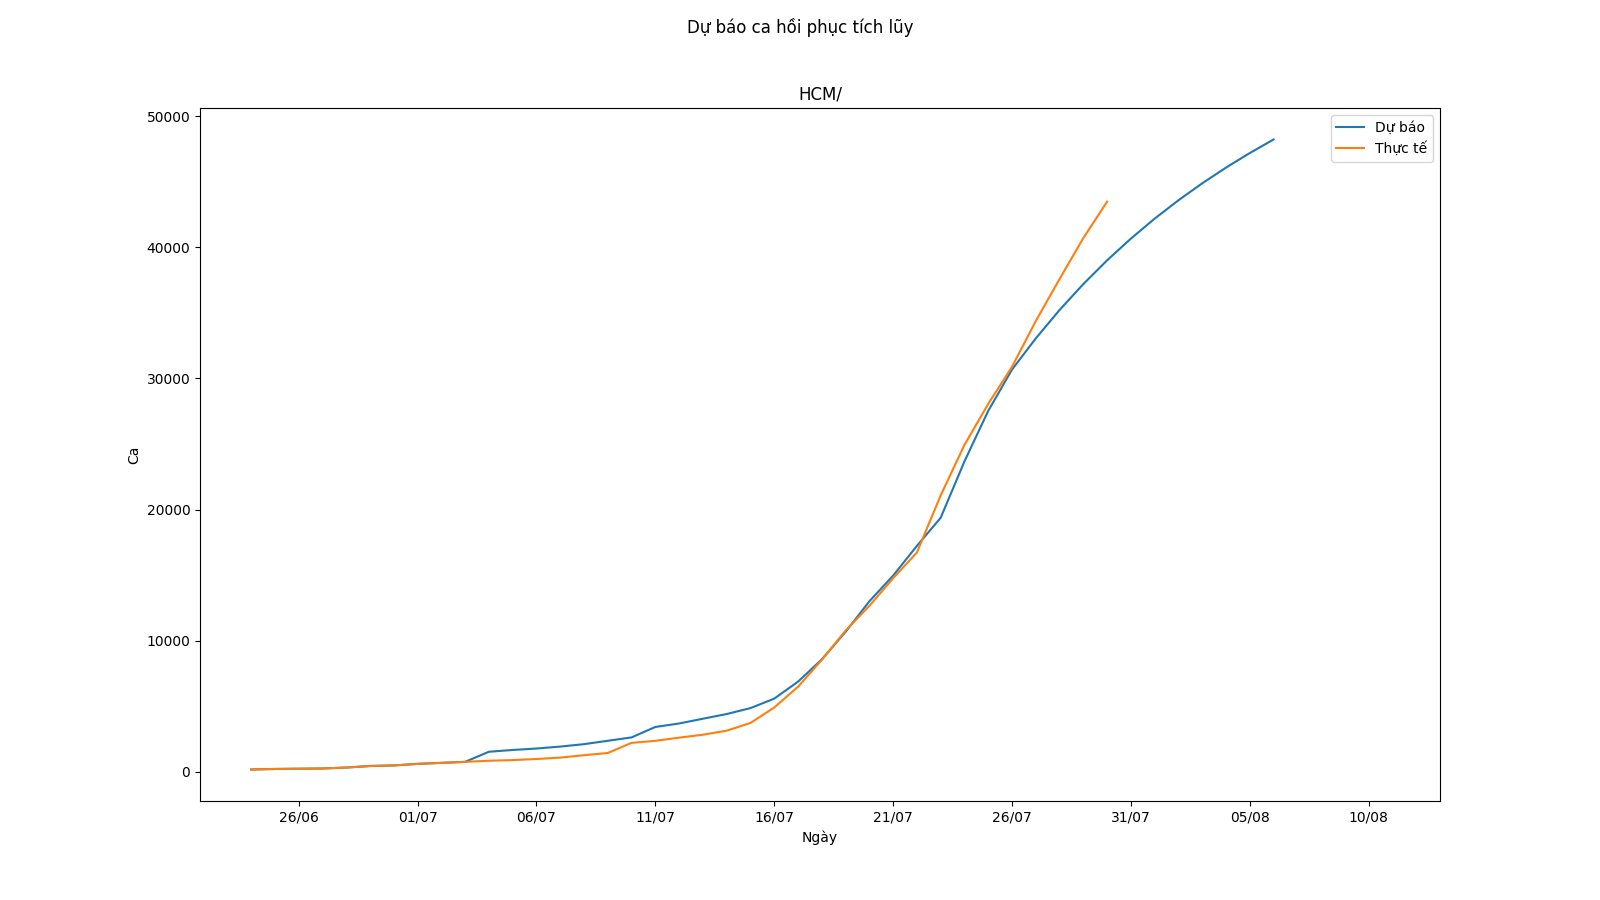 Dự báo ca hồi phục tích lũy
HCM/
Dự báo
Thực tế
50000
40000
30000
20000
10000
0
Ca
26/06 01/07 06/07 11/07 16/07 21/07 26/07 31/07 05/08 10/08
Ngày